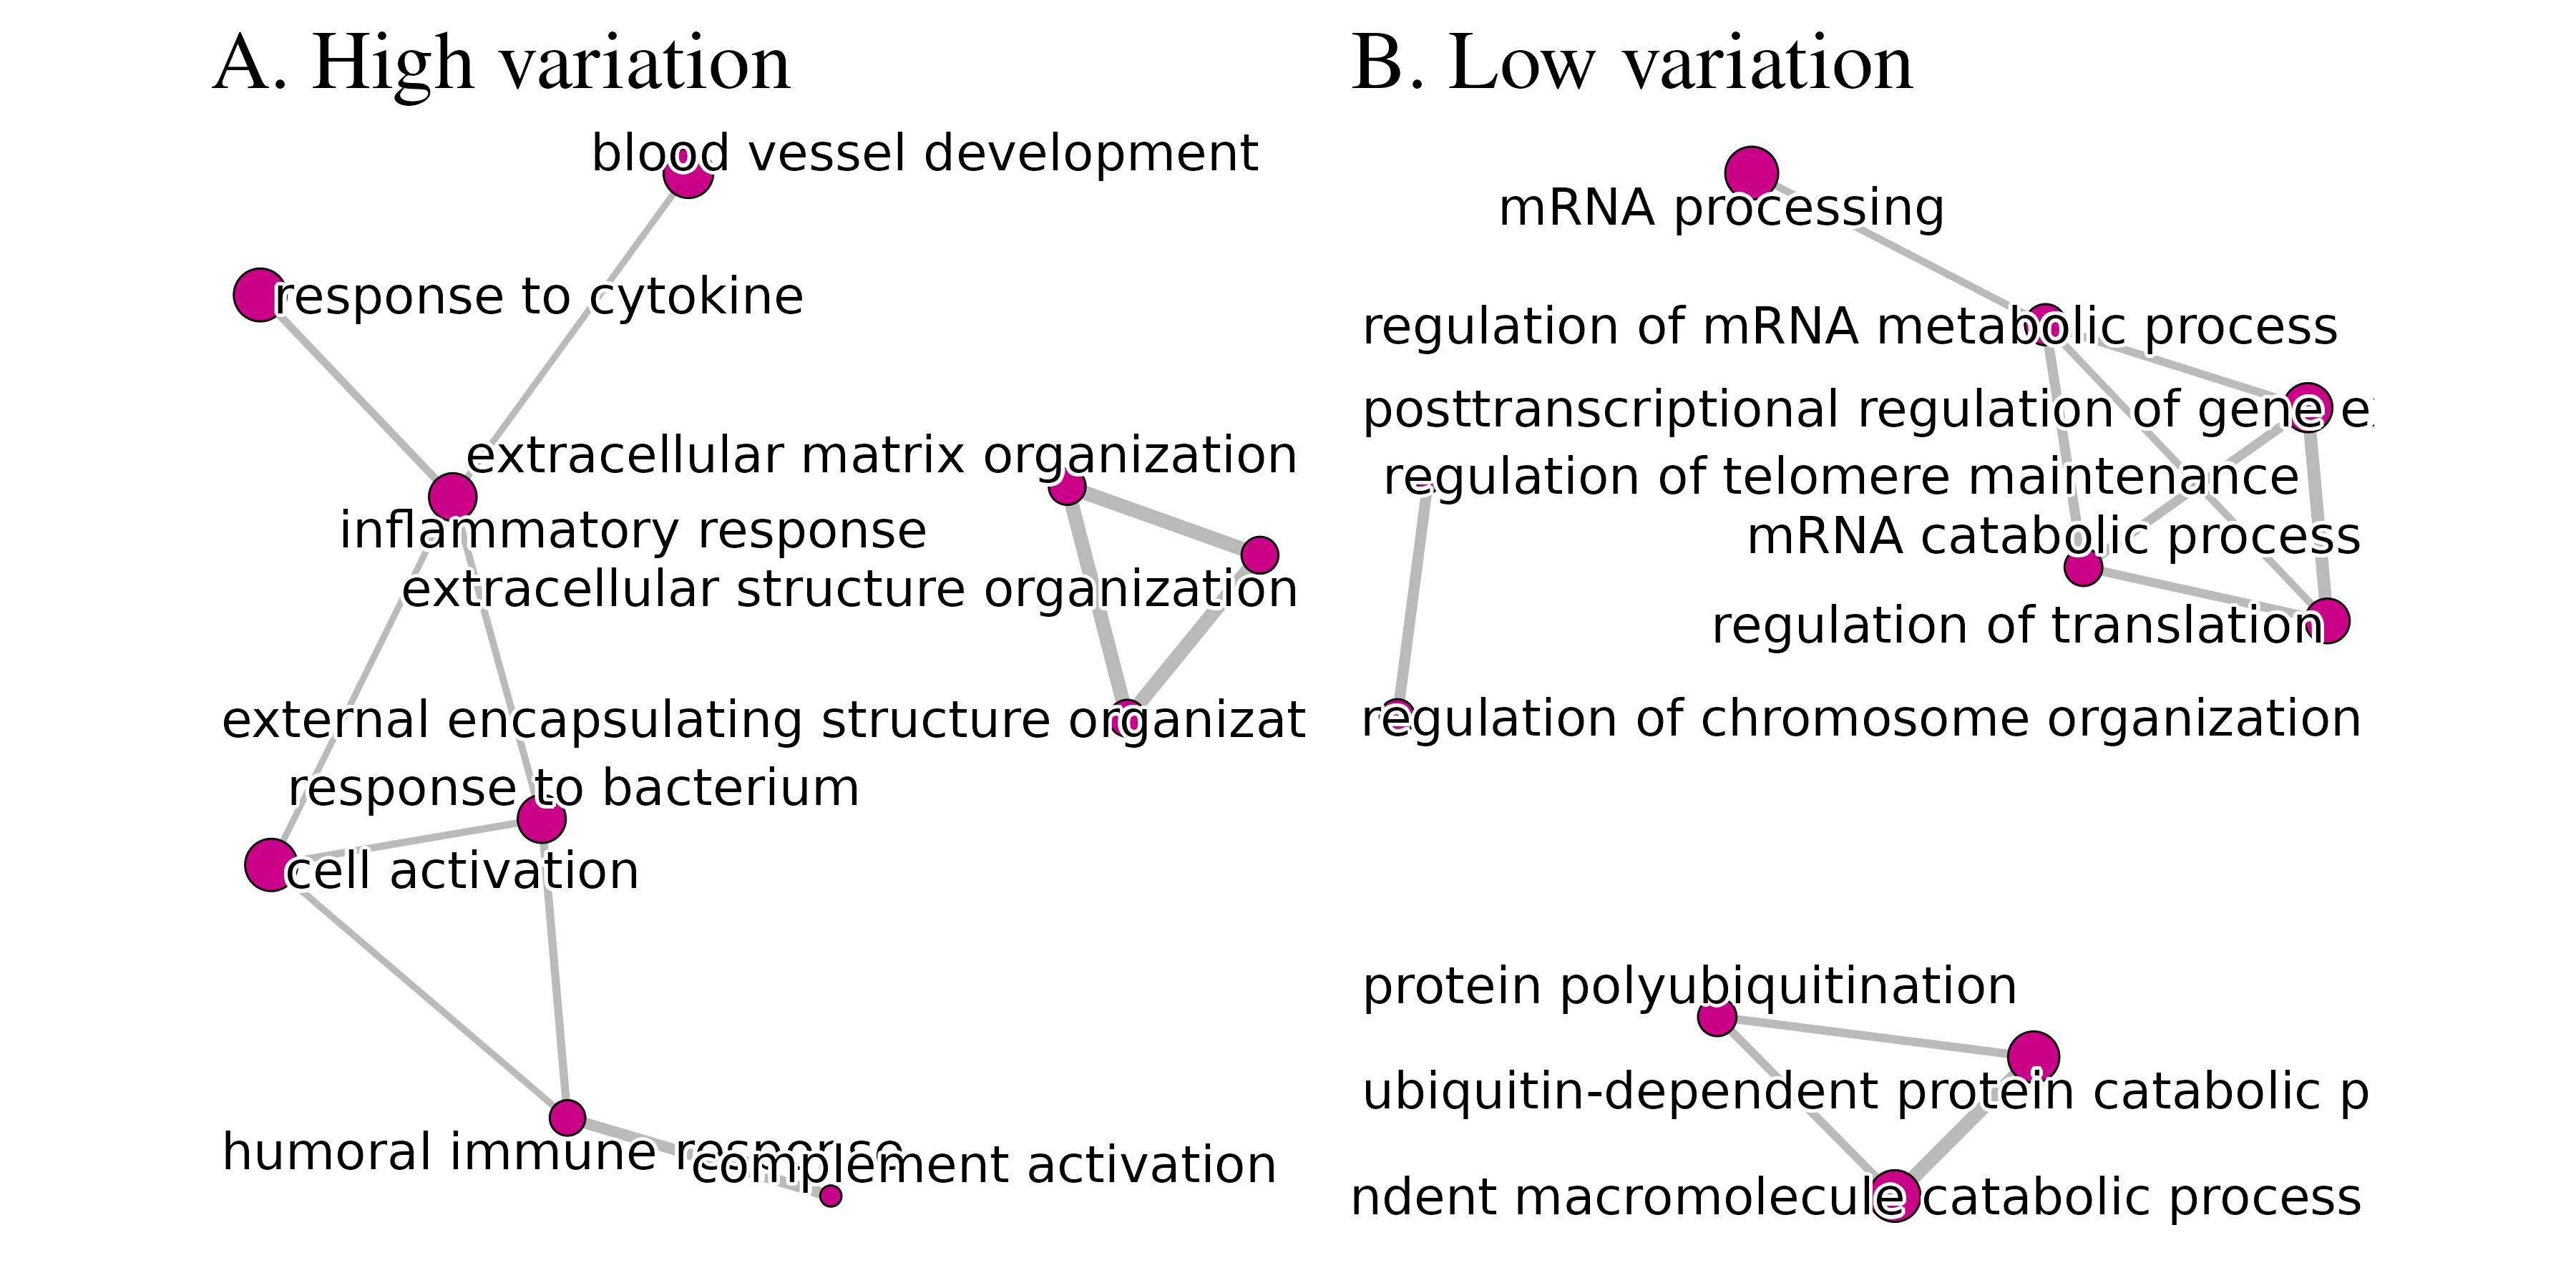 A. High variation
blood vessel development
response to cytokine
extracellular matrix organization
inflammatory response
extracellular structure organization
external encapsulating structure organizat
response to bacterium
cell activation
humoral immune response
complement activation
B. Low variation
mRNA processing
regulation of mRNA metabolic process
posttranscriptional regulation of gene
regulation of telomere maintenance
mRNA catabolic process
regulation of translation
regulation of chromosome organization
protein polyubiquitination
ubiquitin-dependent protein catabolic p
ndent macromolecule catabolic process